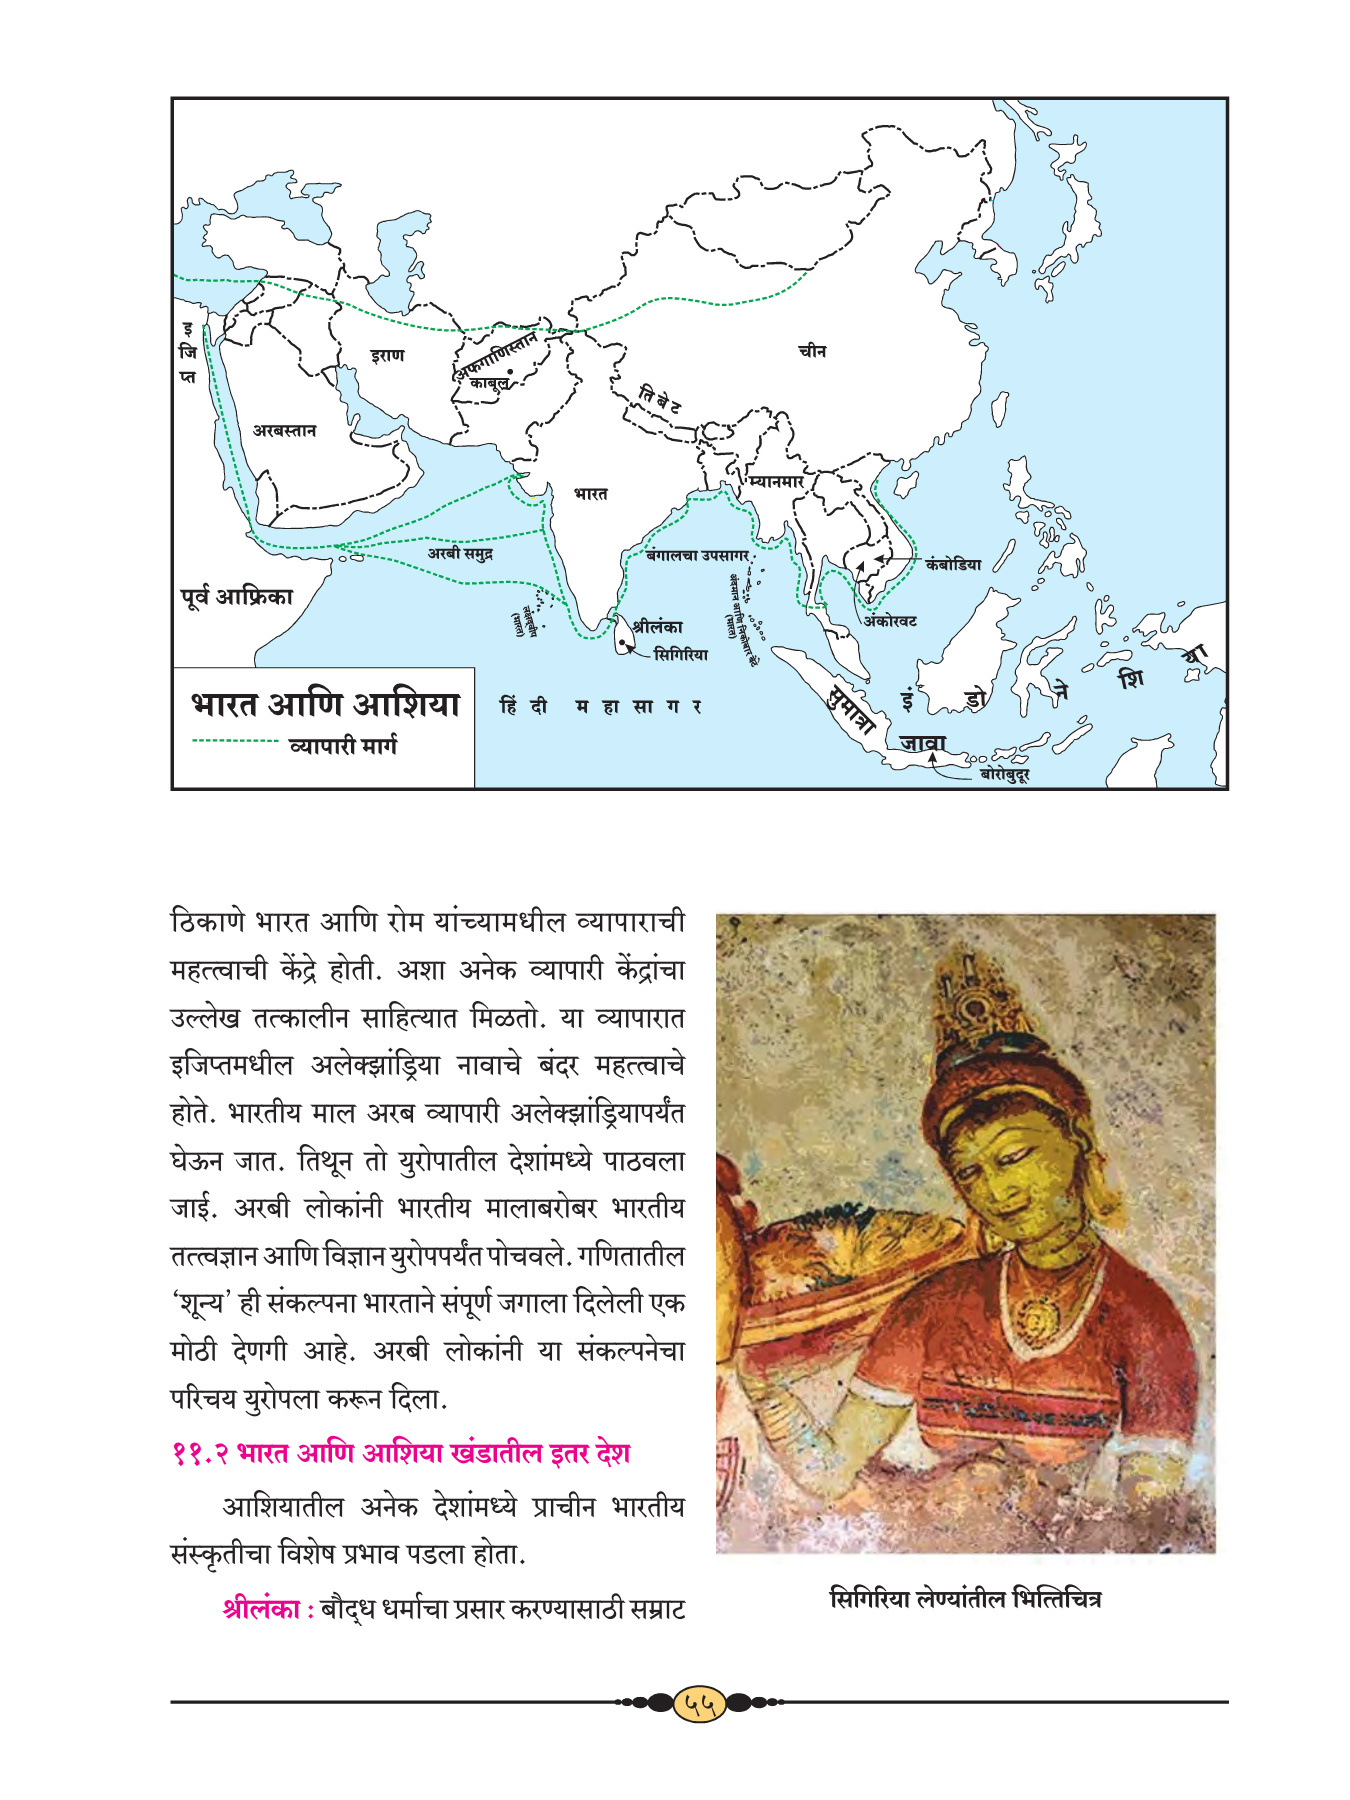 इ
जि
प्त
इराण
अफगाणिस्तान
काबूल
चीन
तिबेट
अरबस्तान
भारत
म्यानमार
अरबी समुद्र
बंगालचा उपसागर
कंबोडिया
पूर्व आफ्रिका
लक्षद्वीप
(भारत)
अंदमान आणि निकोबार बेटे
(भारत)
अंकोरवट
श्रीलंका
सिगिरिया
भारत आणि आशिया
व्यापारी मार्ग
हिंदी महासागर
सुमात्रा
इंडोनेशिया
जावा
बोरोबुदूर
ठिकाणे भारत आणि रोम यांच्यामधील व्यापाराची
महत्त्वाची केंद्रे होती. अशा अनेक व्यापारी केंद्रांचा
उल्लेख तत्कालीन साहित्यात मिळतो. या व्यापारात
इजिप्तमधील अलेक्झांड्रिया नावाचे बंदर महत्त्वाचे
होते. भारतीय माल अरब व्यापारी अलेक्झांड्रियापर्यंत
घेऊन जात. तिथून तो युरोपातील देशांमध्ये पाठवला
जाई. अरबी लोकांनी भारतीय मालाबरोबर भारतीय
तत्त्वज्ञान आणि विज्ञान युरोपपर्यंत पोचवले. गणितातील
‘शून्य’ ही संकल्पना भारताने संपूर्ण जगाला दिलेली एक
मोठी देणगी आहे. अरबी लोकांनी या संकल्पनेचा
परिचय युरोपला करून दिला.
११.२ भारत आणि आशिया खंडातील इतर देश
आशियातील अनेक देशांमध्ये प्राचीन भारतीय
संस्कृतीचा विशेष प्रभाव पडला होता.
श्रीलंका : बौद्ध धर्माचा प्रसार करण्यासाठी सम्राट
सिगिरिया लेण्यांतील भित्तिचित्र
५५